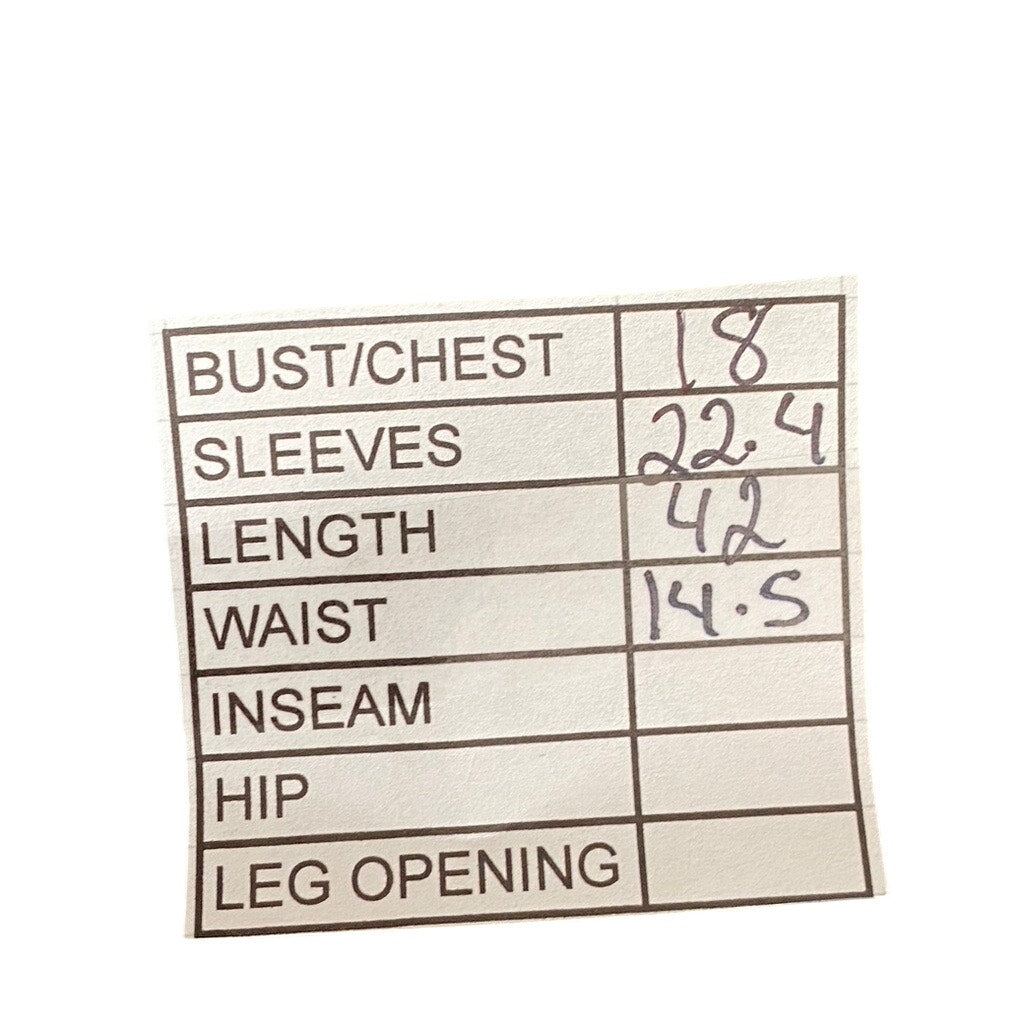 BUST/CHEST 18
SLEEVES 22.4
LENGTH 42
WAIST 14.5
INSEAM
HIP
LEG OPENING